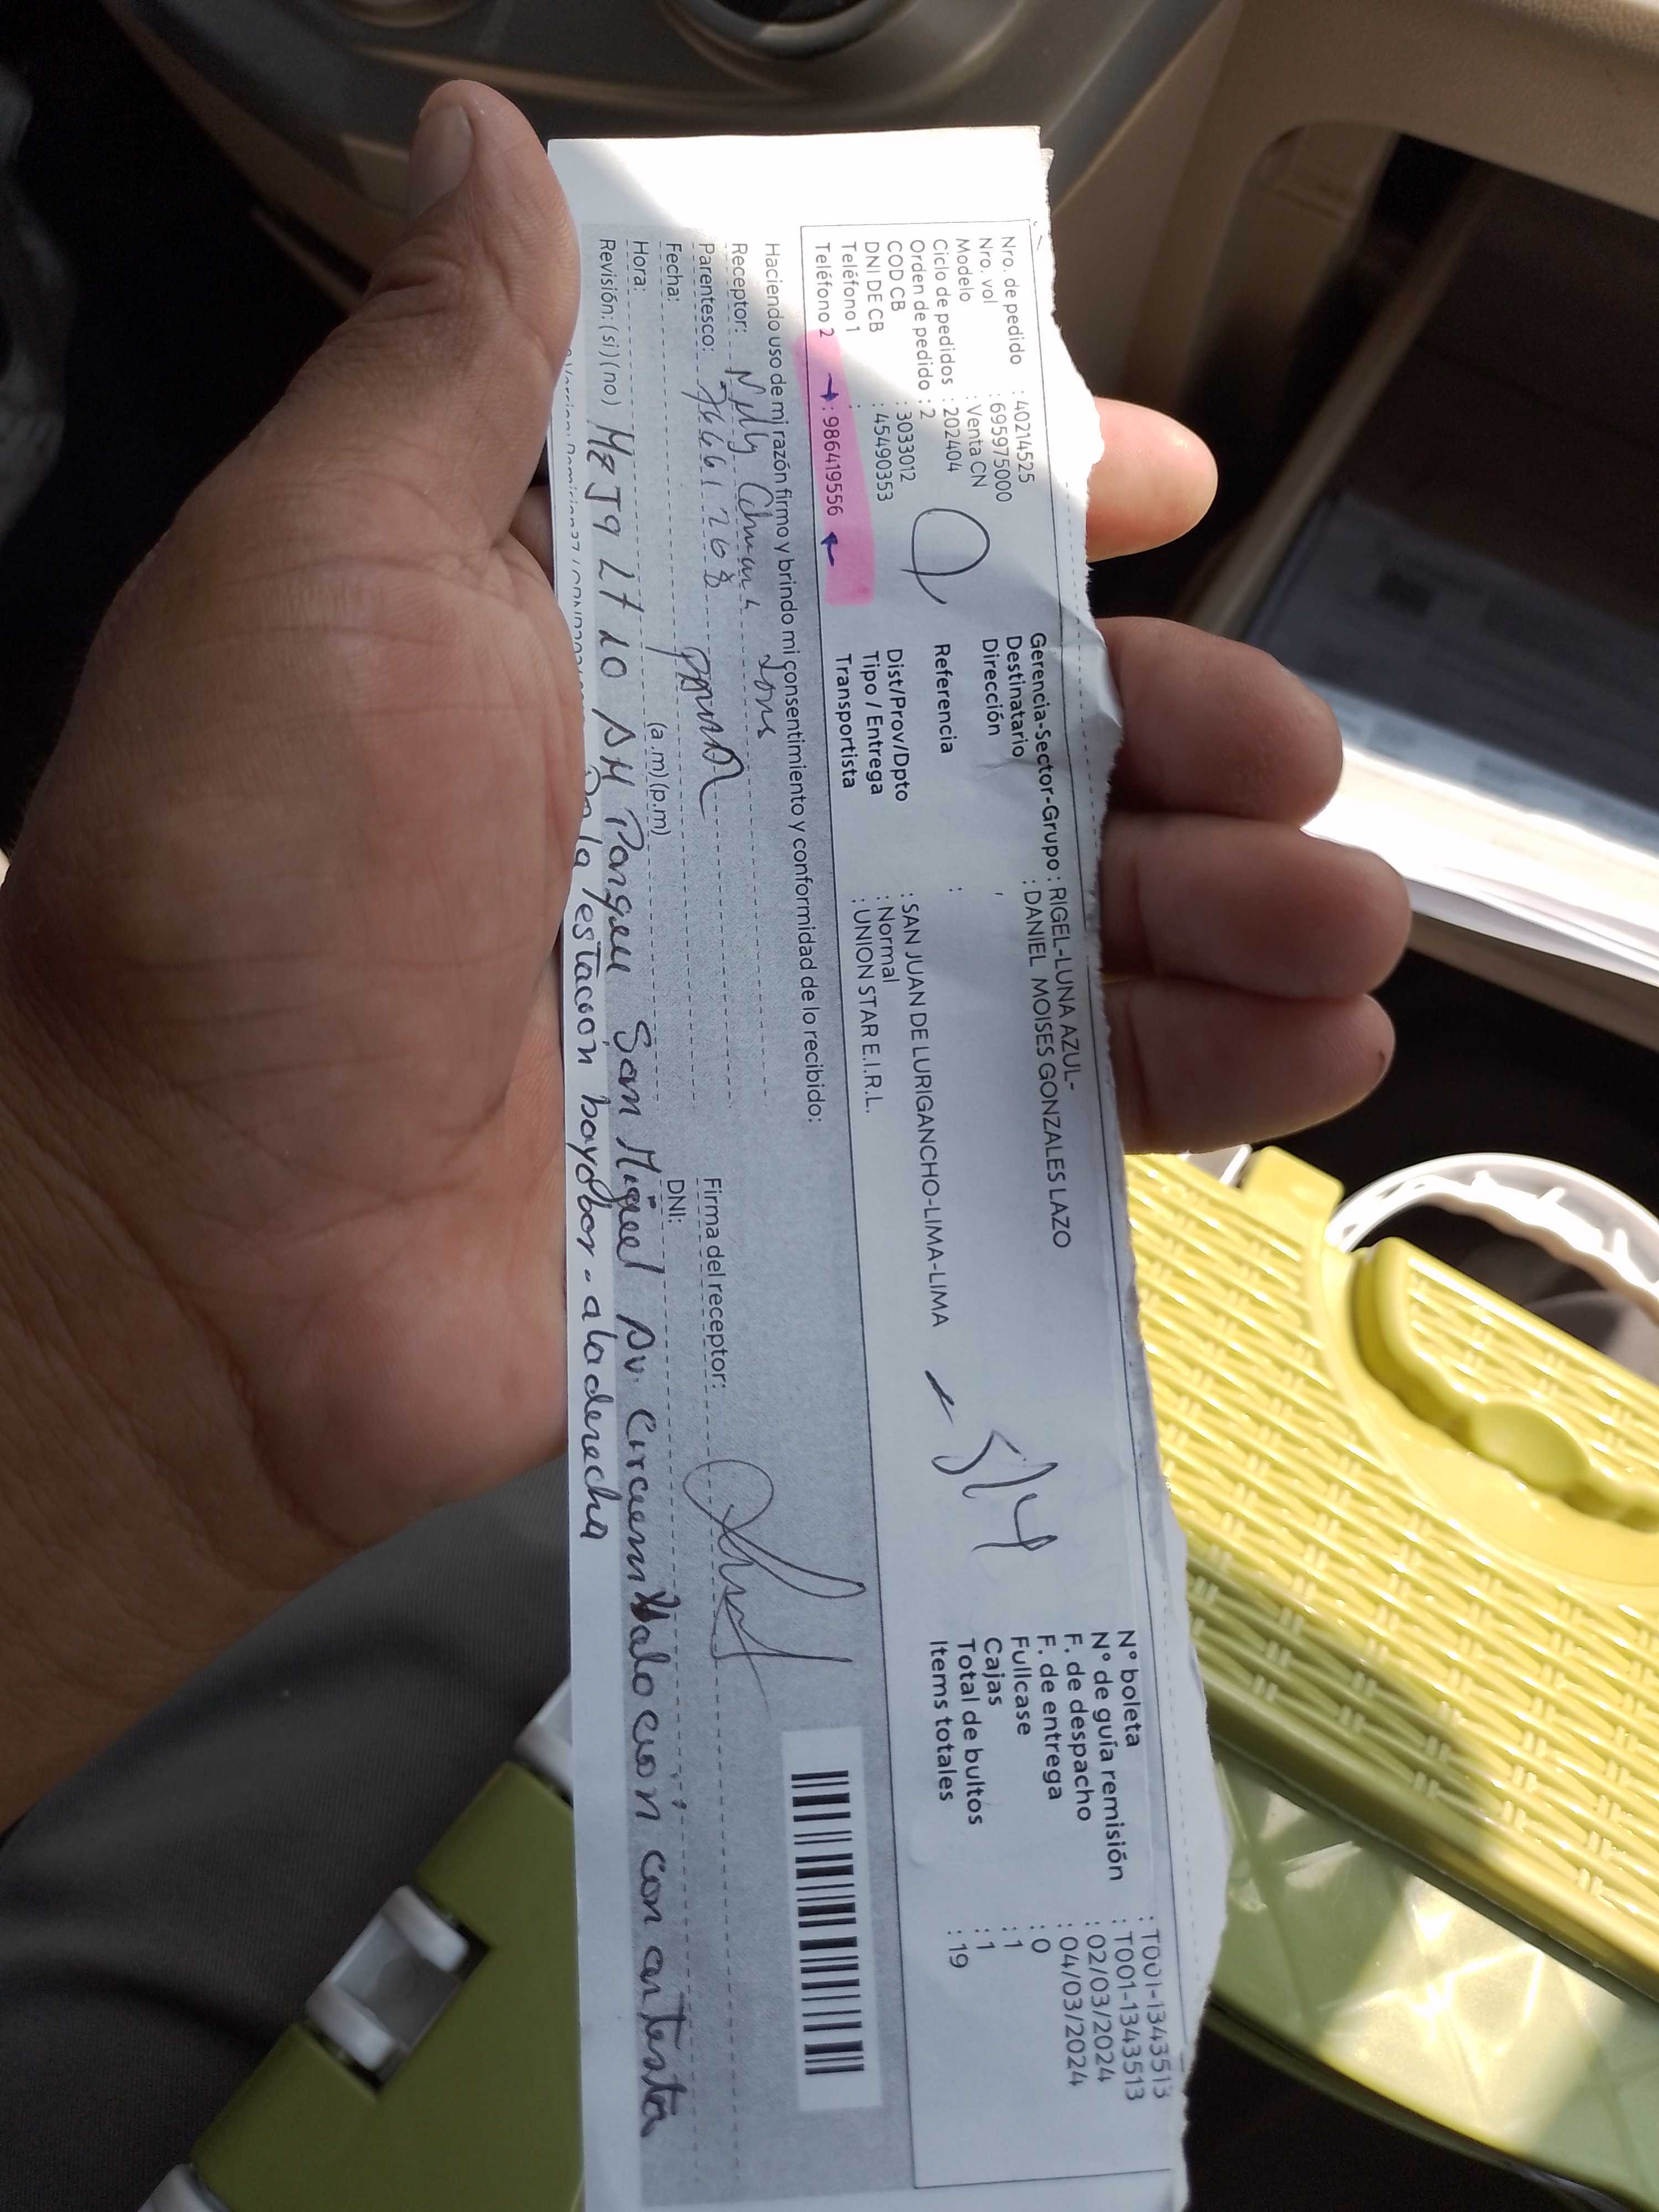 Nro. de pedido : 40214525
Nro. vol : 695975000
Modelo : Venta CN
Ciclo de pedidos : 202404
Orden de pedido : 2
COD CB : 3033012
DNI DE CB : 45490353
Teléfono 1 :
Teléfono 2 → : 986419556 ←
Gerencia-Sector-Grupo : RIGEL-LUNA AZUL-
Destinatario : DANIEL MOISES GONZALES LAZO
Dirección
Referencia :
Dist/Prov/Dpto : SAN JUAN DE LURIGANCHO-LIMA-LIMA
Tipo / Entrega : Normal
Transportista : UNION STAR E.I.R.L.
N° boleta : T001-1343513
N° de guía remisión : T001-1343513
F. de despacho : 02/03/2024
F. de entrega : 04/03/2024
Fullcase : 0
Cajas : 1
Total de bultos : 1
Items totales : 19
Haciendo uso de mi razón firmo y brindo mi consentimiento y conformidad de lo recibido:
Receptor: Nelly
Parentesco:
Firma del receptor:
Fecha:
DNI:
Hora: (a.m)(p.m)
Revisión: (si)(no) Mz J9 Lt 10 AH Parque San Miguel Av. Circunvalación con antesta
la estación bayobar - a la derecha